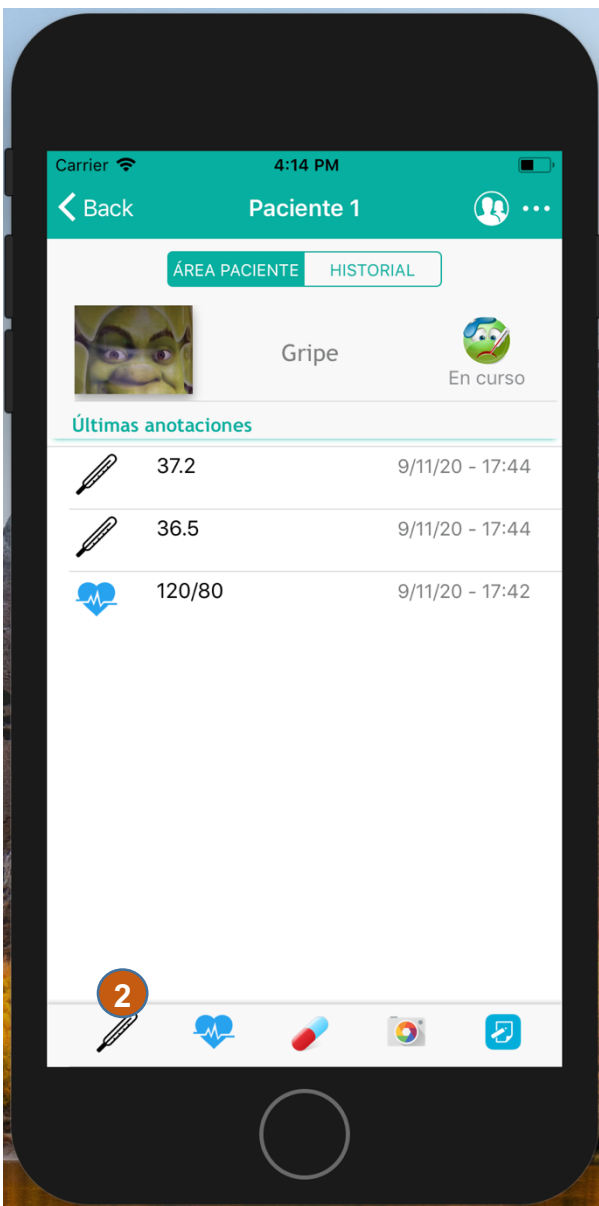 Carrier 4:14 PM
Back Paciente 1
ÁREA PACIENTE HISTORIAL
Gripe
En curso
Últimas anotaciones
37.2 9/11/20 - 17:44
36.5 9/11/20 - 17:44
120/80 9/11/20 - 17:42
2